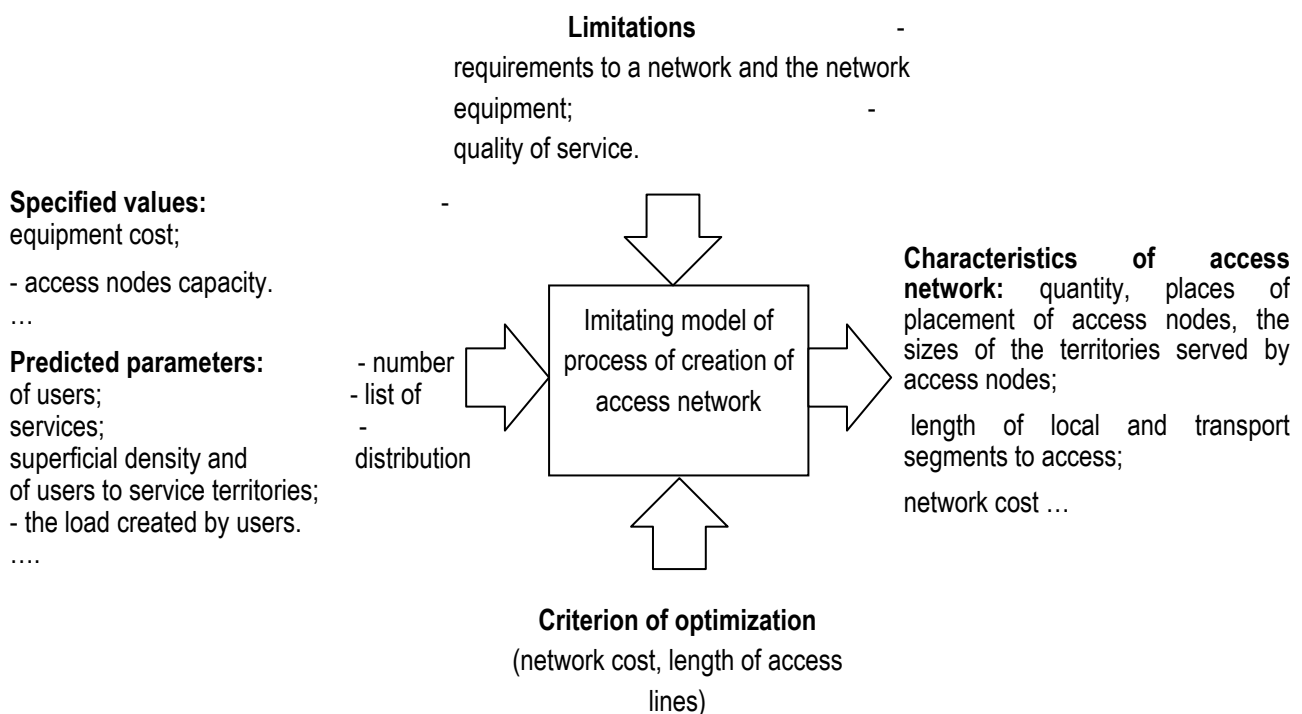 Limitations -
requirements to a network and the network
equipment; -
quality of service.
Specified values: -
equipment cost;
- access nodes capacity.
…
Predicted parameters: - number
of users; - list of
services; -
superficial density and distribution
of users to service territories;
- the load created by users.
….
Imitating model of
process of creation of
access network
Characteristics of access
network: quantity, places of
placement of access nodes, the
sizes of the territories served by
access nodes;
length of local and transport
segments to access;
network cost …
Criterion of optimization
(network cost, length of access
lines)